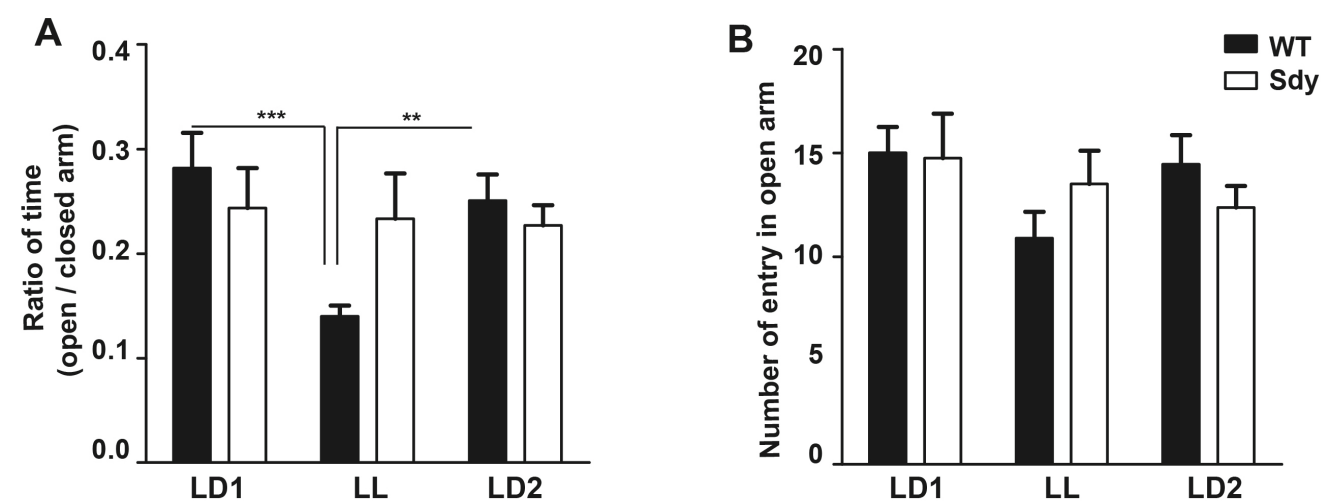 A
0.4
0.3
0.2
0.1
0.0
Ratio of time
(open / closed arm)
***
**
LD1 LL LD2
B
20
15
10
5
0
Number of entry in open arm
WT
Sdy
LD1 LL LD2